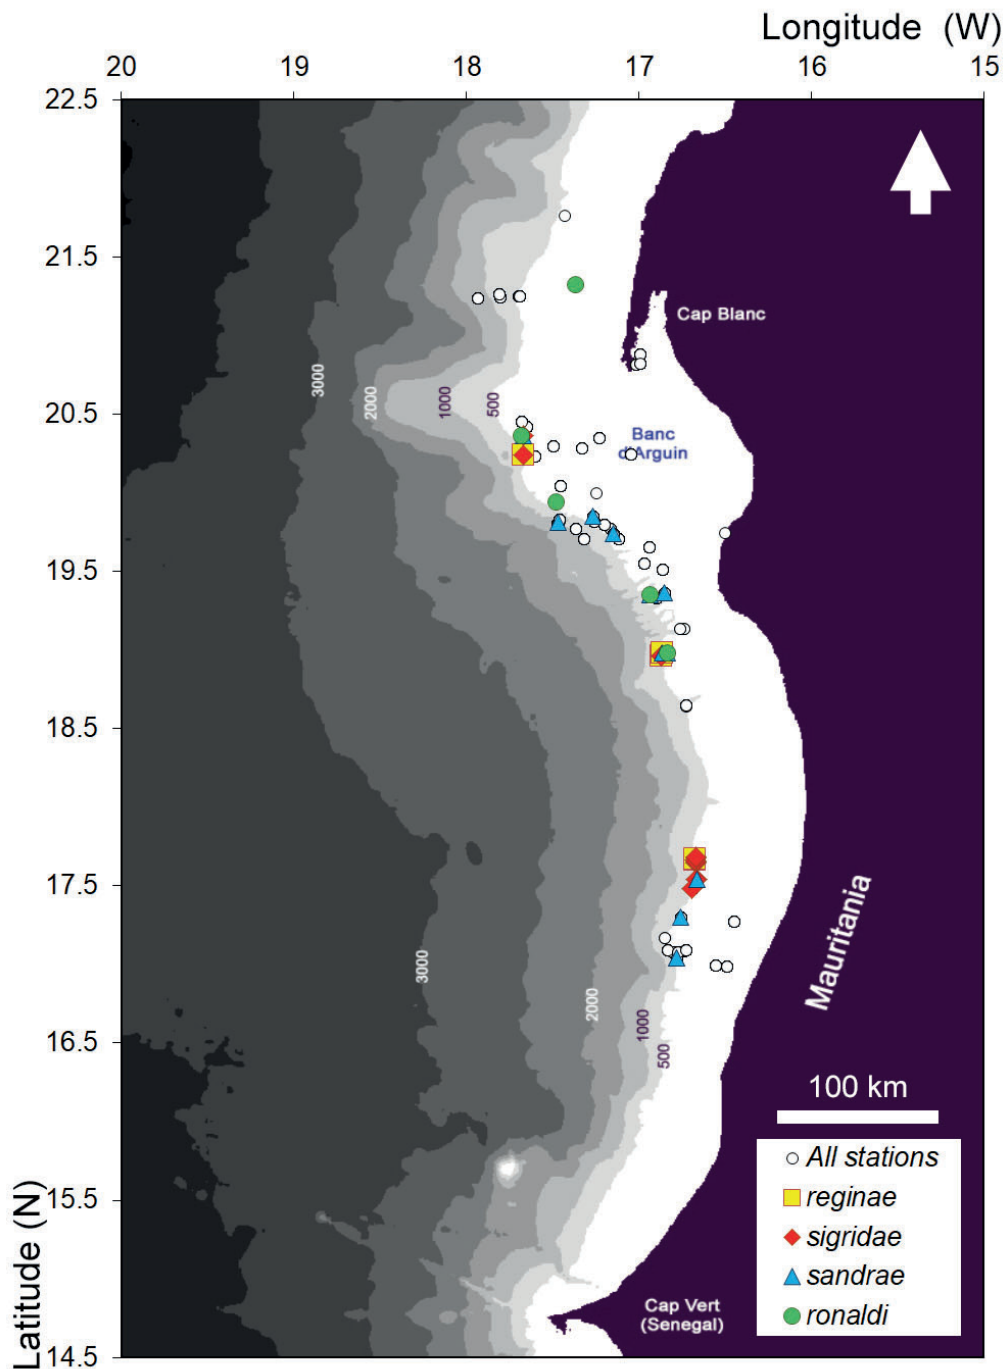 Longitude (W)
20 19 18 17 16 15
22.5
21.5
Cap Blanc
3000 2000 1000 500
20.5
Banc
d'Arguin
19.5
18.5
17.5
Mauritania
3000 2000 1000 500
16.5
100 km
All stations
reginae
sigridae
sandrae
ronaldi
15.5
Latitude (N)
Cap Vert
(Senegal)
14.5